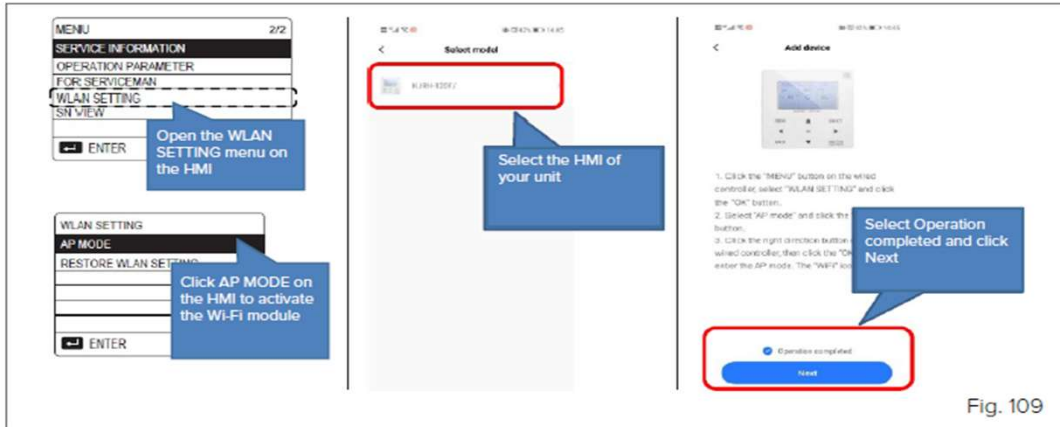 MENU 2/2
SERVICE INFORMATION
OPERATION PARAMETER
FOR SERVICEMAN
WLAN SETTING
SN VIEW
ENTER
Open the WLAN
SETTING menu on
the HMI
WLAN SETTING
AP MODE
RESTORE WLAN SETTING
ENTER
Click AP MODE on
the HMI to activate
the Wi-Fi module
Select model
Select the HMI of
your unit
Add device
1. Click the "MENU" button on the wired
controller, select "WLAN SETTING" and click
the "OK" button.
2. Select "AP mode" and click the
button.
3. Click the right direction button
wired controller, then click the "OK
enter the AP mode. The "WiFi"
Select Operation
completed and click
Next
Operation completed
Next
Fig. 109